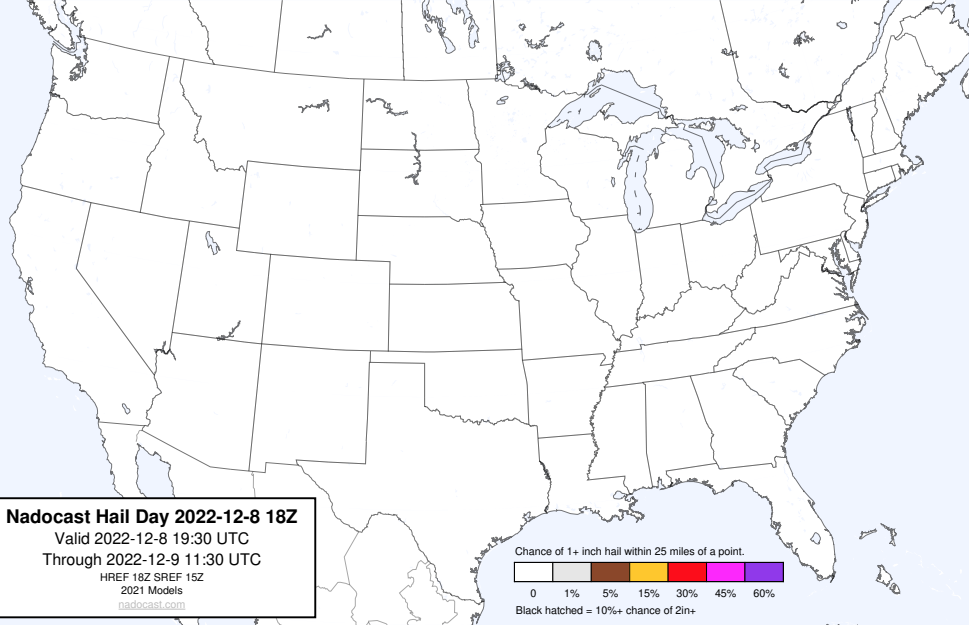 Nadocast Hail Day 2022-12-8 18Z
Valid 2022-12-8 19:30 UTC
Through 2022-12-9 11:30 UTC
HREF 18Z SREF 15Z
2021 Models
nadocast.com
Chance of 1+ inch hail within 25 miles of a point.
0 1% 5% 15% 30% 45% 60%
Black hatched = 10%+ chance of 2in+